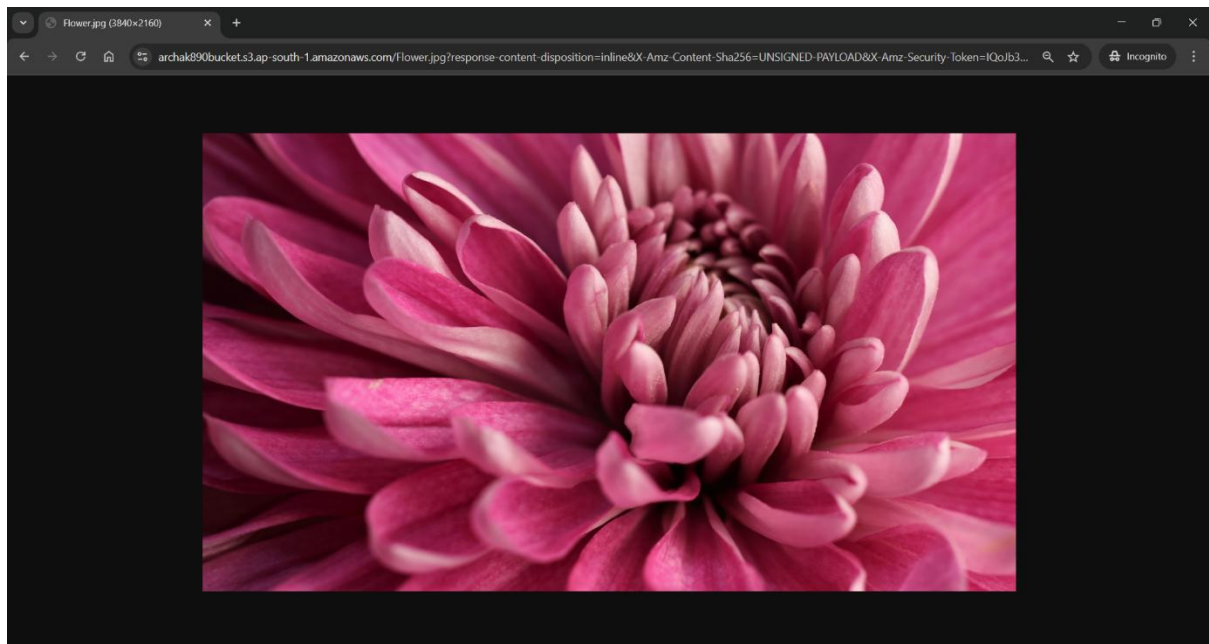 Flower.jpg (3840×2160)
archak890bucket.s3.ap-south-1.amazonaws.com/Flower.jpg?response-content-disposition=inline&X-Amz-Content-Sha256=UNSIGNED-PAYLOAD&X-Amz-Security-Token=IQoJb3... Incognito